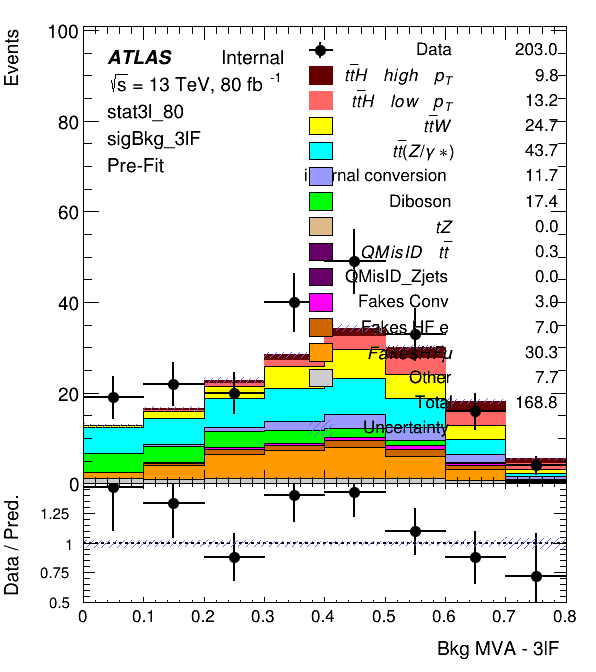 Events
100
80
60
40
20
0
ATLAS Internal
√s = 13 TeV, 80 fb -1
stat3l_80
sigBkg_3lF
Pre-Fit
Data 203.0
tt̄H high pT 9.8
tt̄H low pT 13.2
tt̄W 24.7
tt̄(Z/γ*) 43.7
internal conversion 11.7
Diboson 17.4
tZ 0.0
QMisID tt̄ 0.3
QMisID_Zjets 0.0
Fakes Conv 3.0
Fakes HF e 7.0
FakesHFμ 30.3
Other 7.7
Total 168.8
Uncertainty
Data / Pred.
1.25
1
0.75
0.5
0 0.1 0.2 0.3 0.4 0.5 0.6 0.7 0.8
Bkg MVA - 3lF